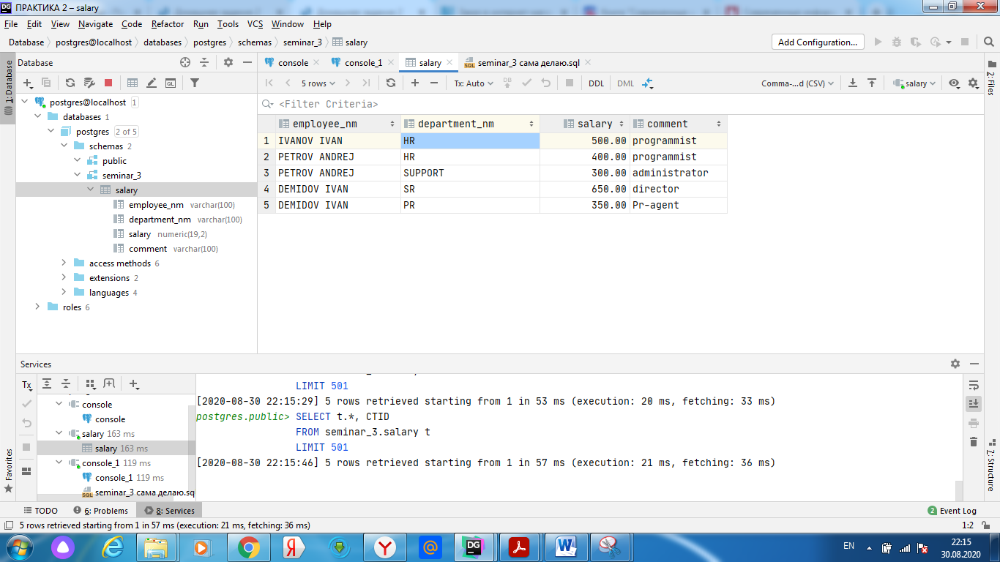 ПРАКТИКА 2 – salary
File Edit View Navigate Code Refactor Run Tools VCS Window Help
Database postgres@localhost databases postgres schemas seminar_3 salary
Add Configuration...
1: Database
Favorites
2: Files
7: Structure
Database
postgres@localhost 1
databases 1
postgres 2 of 5
schemas 2
public
seminar_3
salary
employee_nm varchar(100)
department_nm varchar(100)
salary numeric(19,2)
comment varchar(100)
access methods 6
extensions 2
languages 4
roles 6
console console_1 salary seminar_3 сама делаю.sql
5 rows Tx: Auto DB DDL DML Comma-...d (CSV) salary
<Filter Criteria>
employee_nm department_nm salary comment
1 IVANOV IVAN HR 500.00 programmist
2 PETROV ANDREJ HR 400.00 programmist
3 PETROV ANDREJ SUPPORT 300.00 administrator
4 DEMIDOV IVAN SR 650.00 director
5 DEMIDOV IVAN PR 350.00 Pr-agent
Services
Tx
console
console
salary 163 ms
salary 163 ms
console_1 119 ms
console_1 119 ms
seminar_3 сама делаю.sql
LIMIT 501
[2020-08-30 22:15:29] 5 rows retrieved starting from 1 in 53 ms (execution: 20 ms, fetching: 33 ms)
postgres.public> SELECT t.*, CTID
FROM seminar_3.salary t
LIMIT 501
[2020-08-30 22:15:46] 5 rows retrieved starting from 1 in 57 ms (execution: 21 ms, fetching: 36 ms)
TODO 6: Problems 8: Services 2 Event Log
5 rows retrieved starting from 1 in 57 ms (execution: 21 ms, fetching: 36 ms) 1:2
EN 22:15
30.08.2020